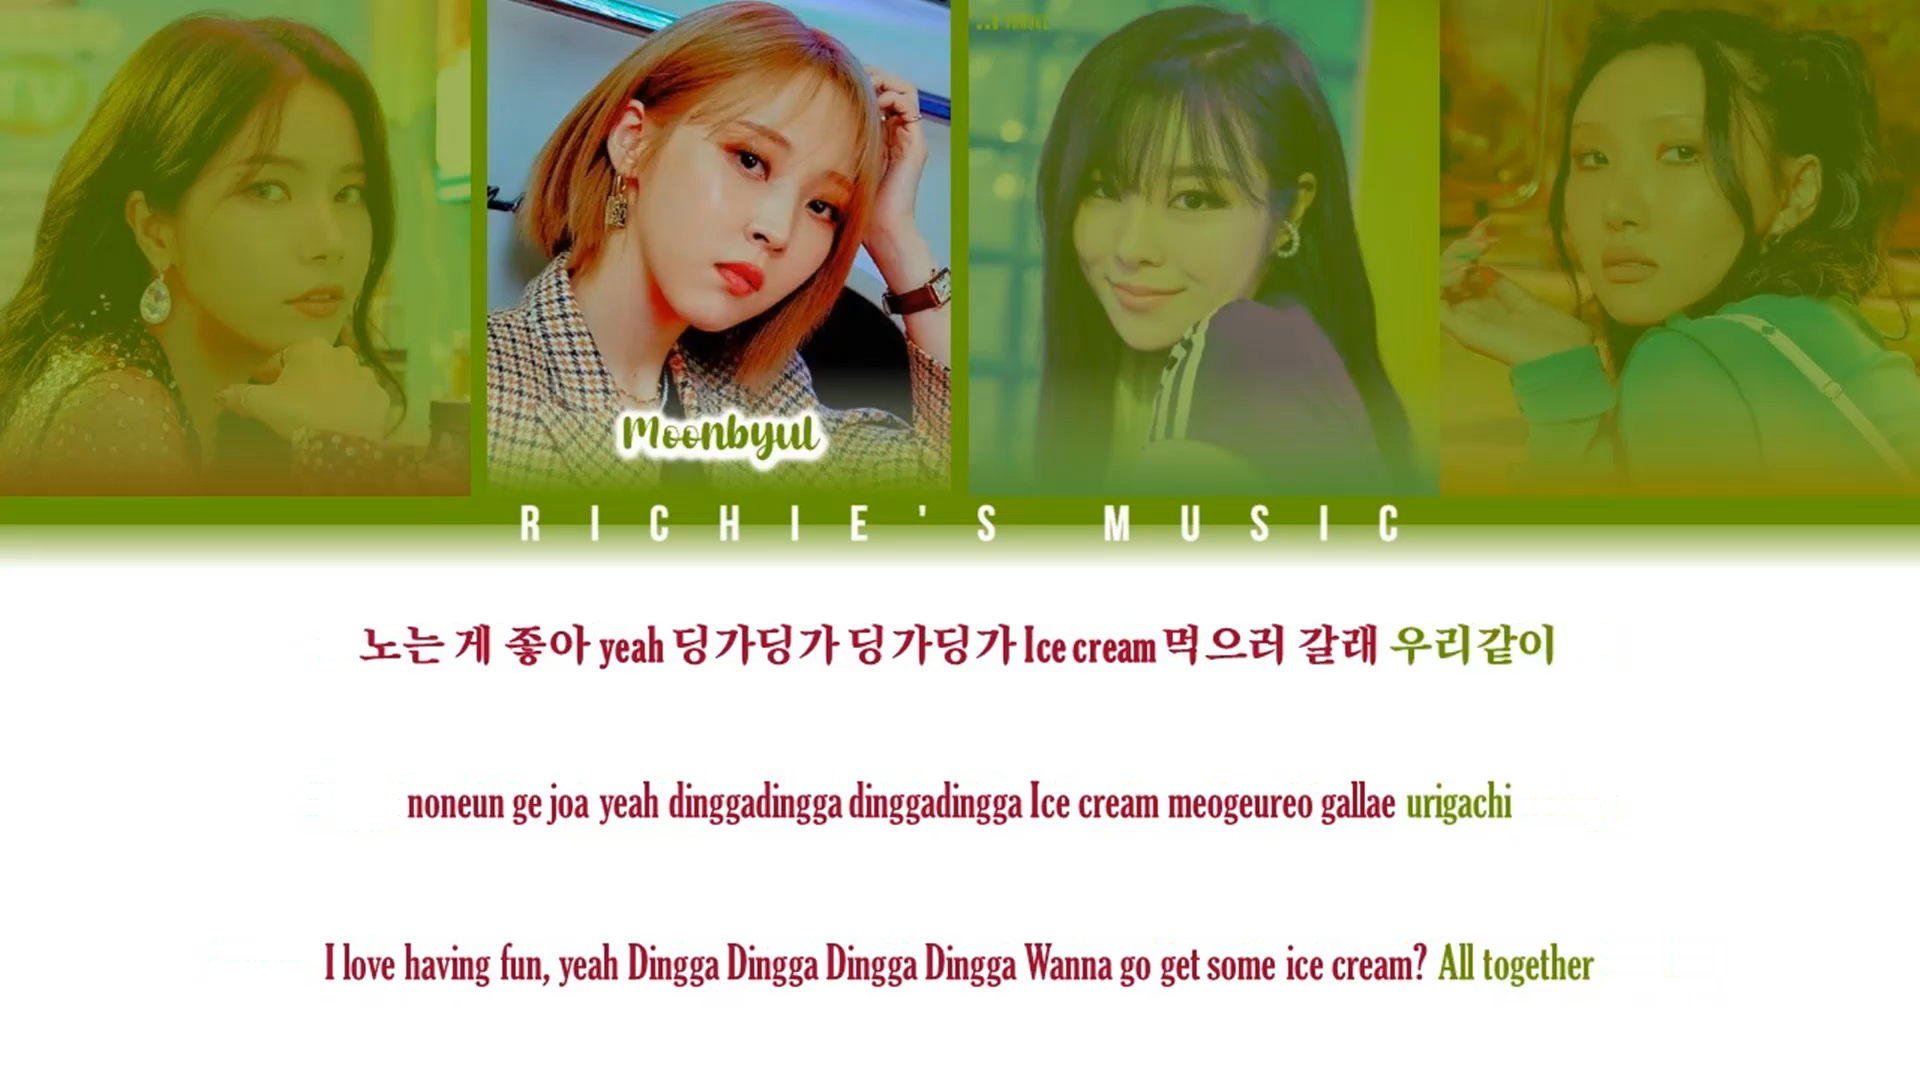 Moonbyul
RICHIE'S MUSIC
노는 게 좋아 yeah 딩가딩가 딩가딩가 Ice cream 먹으러 갈래 우리같이
noneun ge joa yeah dinggadingga dinggadingga Ice cream meogeureo gallae urigachi
I love having fun, yeah Dingga Dingga Dingga Dingga Wanna go get some ice cream? All together